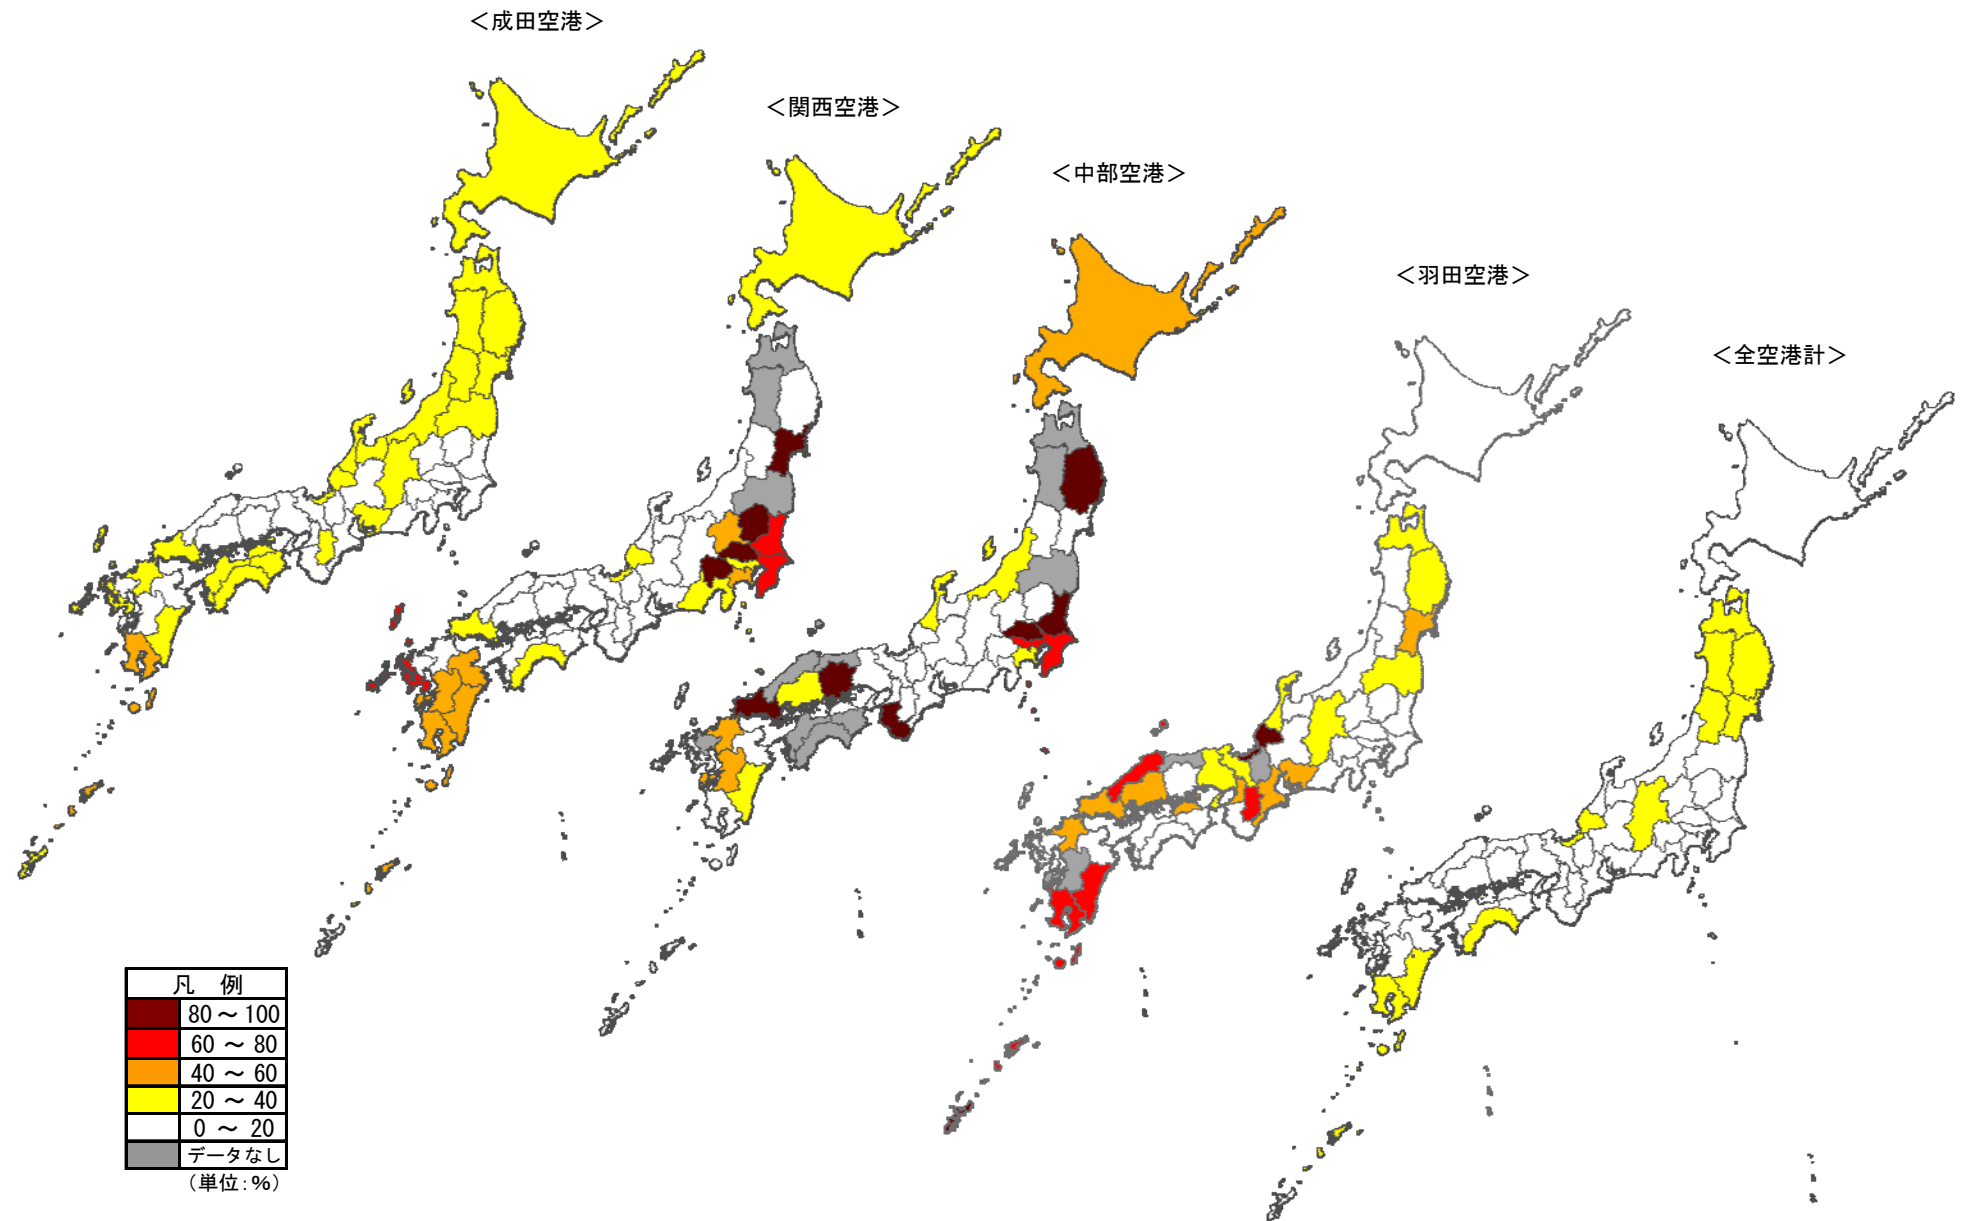 ＜成田空港＞
＜関西空港＞
＜中部空港＞
＜羽田空港＞
＜全空港計＞
凡　例
80 ～ 100
60 ～ 80
40 ～ 60
20 ～ 40
0 ～ 20
データなし
（単位：%）